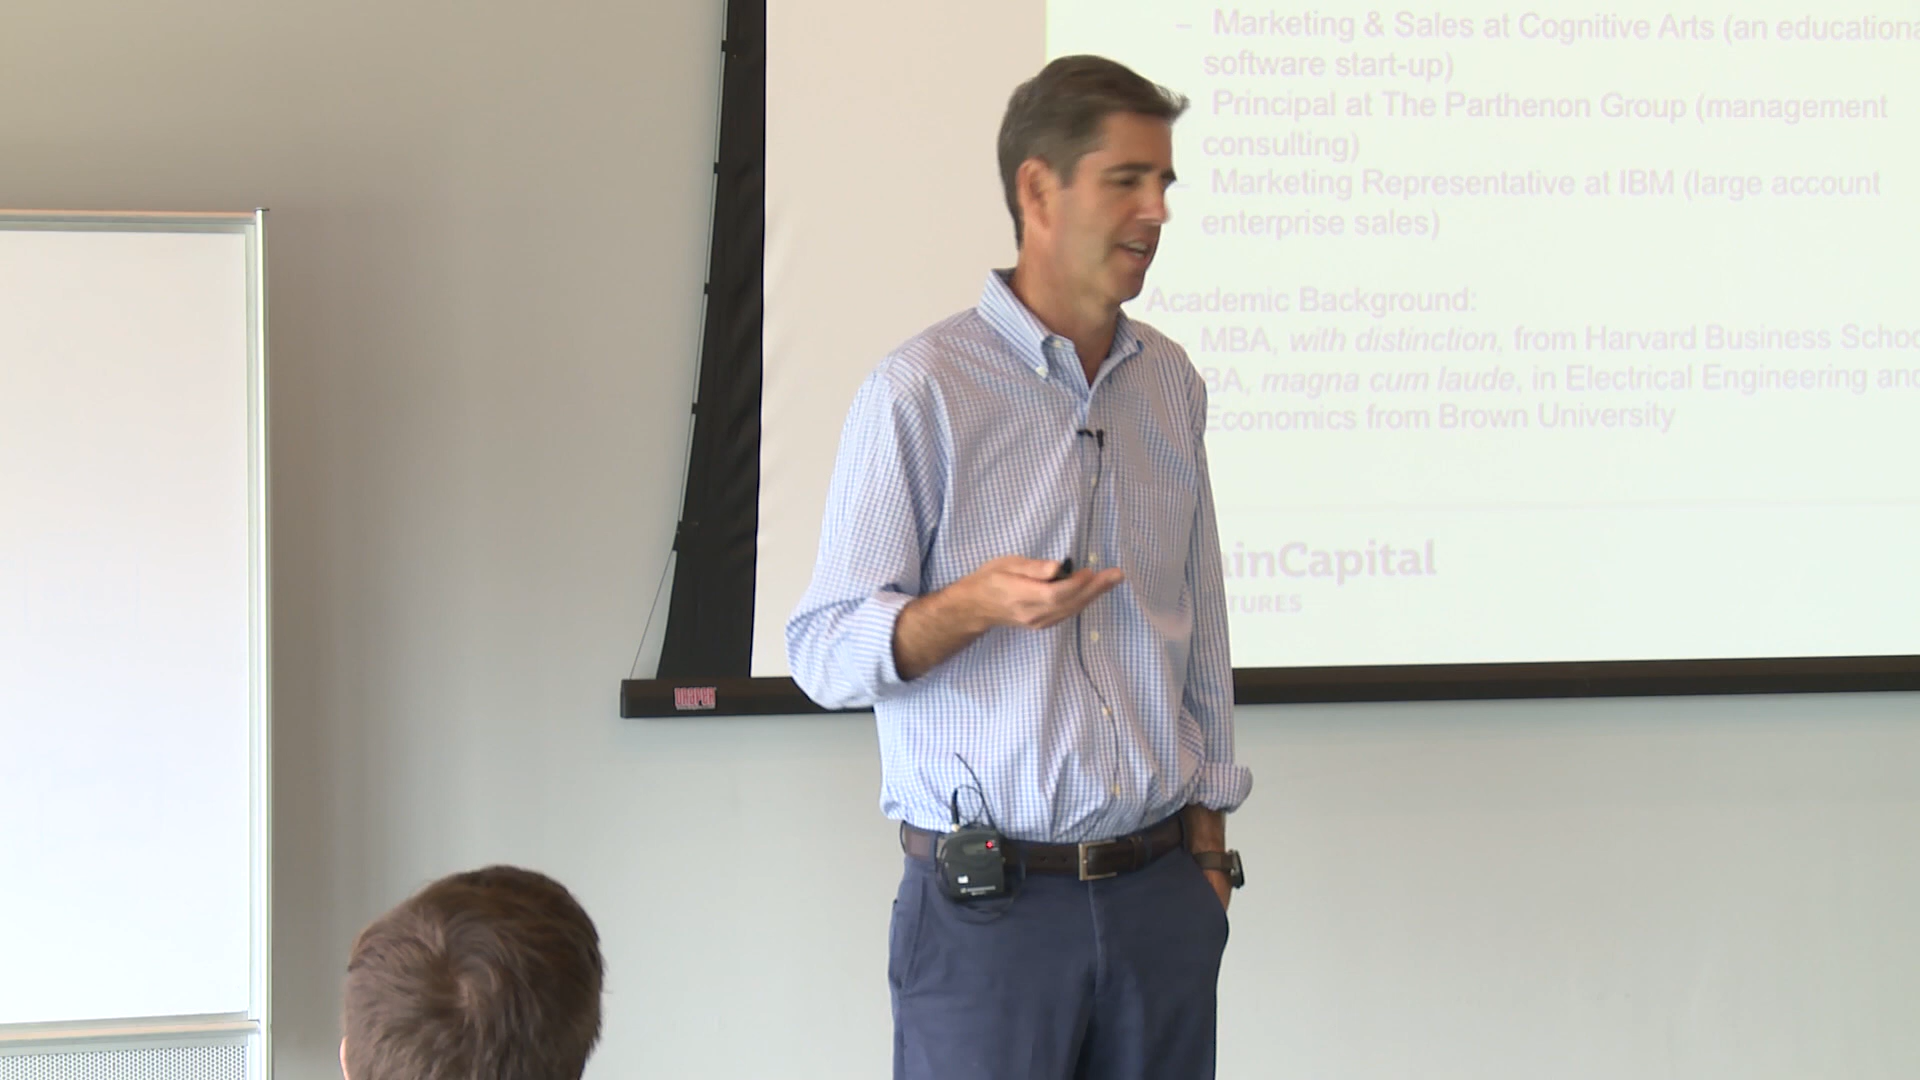 – Marketing & Sales at Cognitive Arts (an educationa
software start-up)
Principal at The Parthenon Group (management
consulting)
– Marketing Representative at IBM (large account
enterprise sales)
Academic Background:
MBA, with distinction, from Harvard Business Schoo
BA, magna cum laude, in Electrical Engineering and
Economics from Brown University
ainCapital
TURES
DRAPER